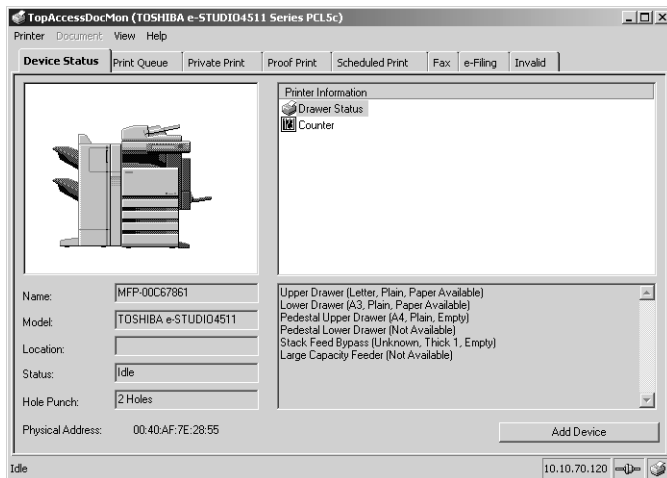 TopAccessDocMon (TOSHIBA e-STUDIO4511 Series PCL5c)
Printer Document View Help
Device Status Print Queue Private Print Proof Print Scheduled Print Fax e-Filing Invalid
Printer Information
Drawer Status
Counter
Name: MFP-00C67861
Model: TOSHIBA e-STUDIO4511
Location:
Status: Idle
Hole Punch: 2 Holes
Physical Address: 00:40:AF:7E:28:55
Upper Drawer (Letter, Plain, Paper Available)
Lower Drawer (A3, Plain, Paper Available)
Pedestal Upper Drawer (A4, Plain, Empty)
Pedestal Lower Drawer (Not Available)
Stack Feed Bypass (Unknown, Thick 1, Empty)
Large Capacity Feeder (Not Available)
Add Device
Idle 10.10.70.120